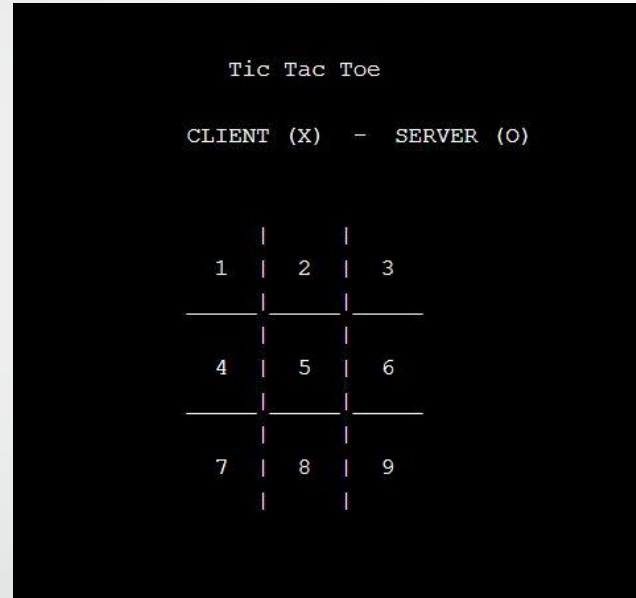 Tic Tac Toe
CLIENT (X) - SERVER (O)
1 | 2 | 3
4 | 5 | 6
7 | 8 | 9